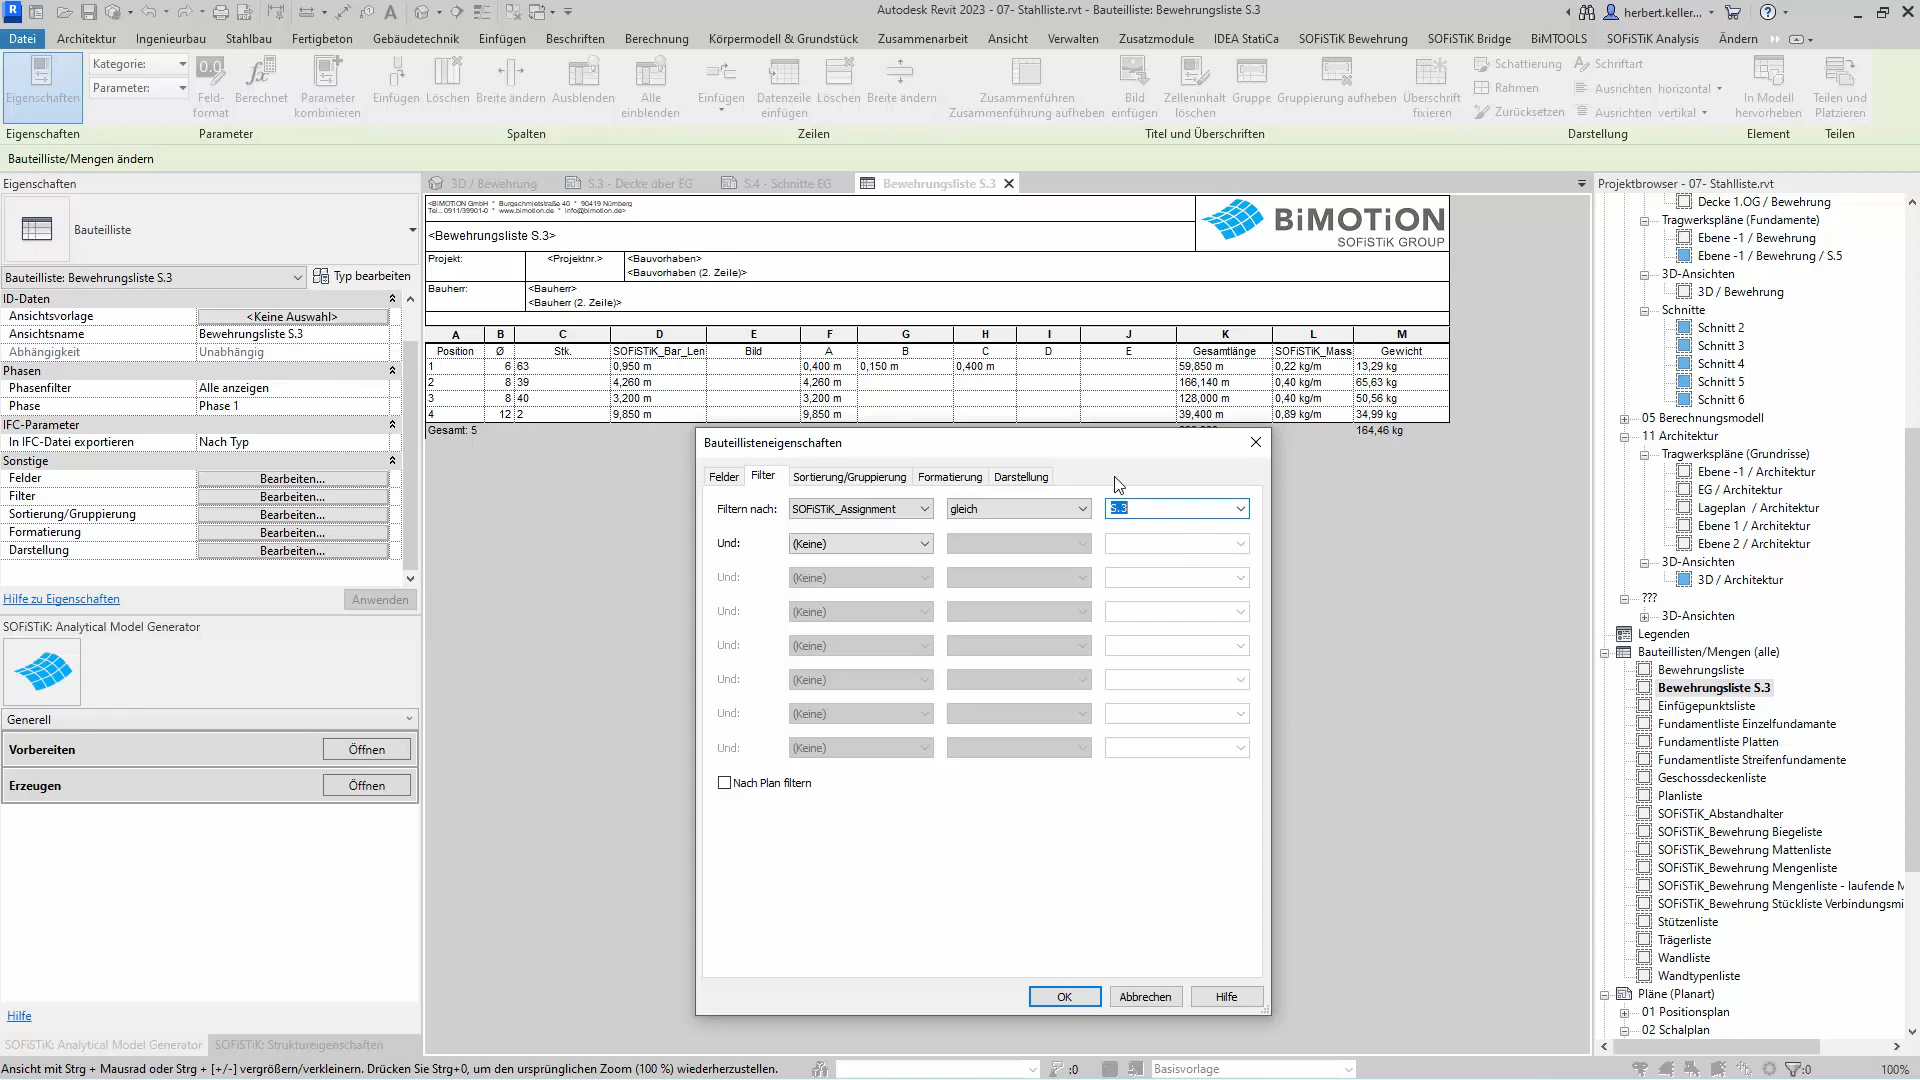 Autodesk Revit 2023 - 07- Stahlliste.rvt - Bauteilliste: Bewehrungsliste S.3
herbert.keller...
Datei Architektur Ingenieurbau Stahlbau Fertigbeton Gebäudetechnik Einfügen Beschriften Berechnung Körpermodell & Grundstück Zusammenarbeit Ansicht Verwalten Zusatzmodule IDEA StatiCa SOFiSTiK Bewehrung SOFiSTiK Bridge BiMTOOLS SOFiSTiK Analysis Ändern
Eigenschaften
Kategorie:
Parameter:
Feld-
format
Berechnet
Parameter
kombinieren
Einfügen
Löschen
Breite ändern
Ausblenden
Alle
einblenden
Einfügen
Datenzeile
einfügen
Löschen
Breite ändern
Zusammenführen
Zusammenführung aufheben
Bild
einfügen
Zelleninhalt
löschen
Gruppe
Gruppierung aufheben
Überschrift
fixieren
Schattierung
Rahmen
Zurücksetzen
Schriftart
Ausrichten horizontal
Ausrichten vertikal
In Modell
hervorheben
Teilen und
Platzieren
Eigenschaften Parameter Spalten Zeilen Titel und Überschriften Darstellung Element Teilen
Bauteilliste/Mengen ändern
Eigenschaften
Bauteilliste
Bauteilliste: Bewehrungsliste S.3
Typ bearbeiten
ID-Daten
Ansichtsvorlage <Keine Auswahl>
Ansichtsname Bewehrungsliste S.3
Abhängigkeit Unabhängig
Phasen
Phasenfilter Alle anzeigen
Phase Phase 1
IFC-Parameter
In IFC-Datei exportieren Nach Typ
Sonstige
Felder Bearbeiten...
Filter Bearbeiten...
Sortierung/Gruppierung Bearbeiten...
Formatierung Bearbeiten...
Darstellung Bearbeiten...
Hilfe zu Eigenschaften
Anwenden
SOFiSTiK: Analytical Model Generator
Generell
Vorbereiten Öffnen
Erzeugen Öffnen
Hilfe
SOFiSTiK: Analytical Model Generator SOFiSTiK: Struktureigenschaften
3D / Bewehrung S.3 - Decke über EG S.4 - Schnitte EG Bewehrungsliste S.3
<BiMOTION GmbH * Burgschmietstraße 40 * 90419 Nürnberg
Tel.: 0911/39901-0 * www.bimotion.de * info@bimotion.de>
BiMOTiON
SOFiSTiK GROUP
<Bewehrungsliste S.3>
Projekt: <Projektnr.> <Bauvorhaben>
<Bauvorhaben (2. Zeile)>
Bauherr: <Bauherr>
<Bauherr (2. Zeile)>
A B C D E F G H I J K L M
Position Ø Stk. SOFiSTiK_Bar_Len Bild A B C D E Gesamtlänge SOFiSTiK_Mass Gewicht
1 6 63 0,950 m 0,400 m 0,150 m 0,400 m 59,850 m 0,22 kg/m 13,29 kg
2 8 39 4,260 m 4,260 m 166,140 m 0,40 kg/m 65,63 kg
3 8 40 3,200 m 3,200 m 128,000 m 0,40 kg/m 50,56 kg
4 12 2 9,850 m 9,850 m 39,400 m 0,89 kg/m 34,99 kg
Gesamt: 5 164,46 kg
Bauteillisteneigenschaften
Felder Filter Sortierung/Gruppierung Formatierung Darstellung
Filtern nach: SOFiSTiK_Assignment gleich S.3
Und: (Keine)
Und: (Keine)
Und: (Keine)
Und: (Keine)
Und: (Keine)
Und: (Keine)
Und: (Keine)
Nach Plan filtern
OK Abbrechen Hilfe
Projektbrowser - 07- Stahlliste.rvt
Decke 1.OG / Bewehrung
Tragwerkspläne (Fundamente)
Ebene -1 / Bewehrung
Ebene -1 / Bewehrung / S.5
3D-Ansichten
3D / Bewehrung
Schnitte
Schnitt 2
Schnitt 3
Schnitt 4
Schnitt 5
Schnitt 6
05 Berechnungsmodell
11 Architektur
Tragwerkspläne (Grundrisse)
Ebene -1 / Architektur
EG / Architektur
Lageplan / Architektur
Ebene 1 / Architektur
Ebene 2 / Architektur
3D-Ansichten
3D / Architektur
???
3D-Ansichten
Legenden
Bauteillisten/Mengen (alle)
Bewehrungsliste
Bewehrungsliste S.3
Einfügepunktsliste
Fundamentliste Einzelfundamante
Fundamentliste Platten
Fundamentliste Streifenfundamente
Geschossdeckenliste
Planliste
SOFiSTiK_Abstandhalter
SOFiSTiK_Bewehrung Biegeliste
SOFiSTiK_Bewehrung Mattenliste
SOFiSTiK_Bewehrung Mengenliste
SOFiSTiK_Bewehrung Mengenliste - laufende M
SOFiSTiK_Bewehrung Stückliste Verbindungsmi
Stützenliste
Trägerliste
Wandliste
Wandtypenliste
Pläne (Planart)
01 Positionsplan
02 Schalplan
Ansicht mit Strg + Mausrad oder Strg + [+/-] vergrößern/verkleinern. Drücken Sie Strg+0, um den ursprünglichen Zoom (100 %) wiederherzustellen.
:0
Basisvorlage
:0
100%